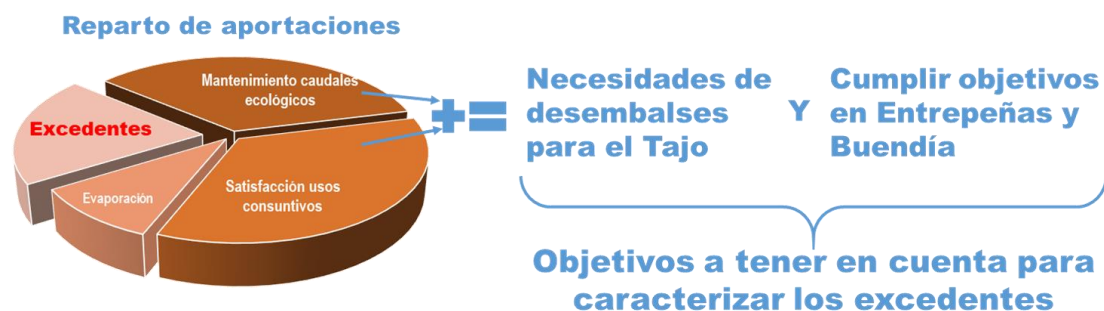 Reparto de aportaciones
Mantenimiento caudales
ecológicos
Excedentes
Evaporación
Satisfacción usos
consuntivos
+ =
Necesidades de
desembalses
para el Tajo
Y
Cumplir objetivos
en Entrepeñas y
Buendía
Objetivos a tener en cuenta para
caracterizar los excedentes